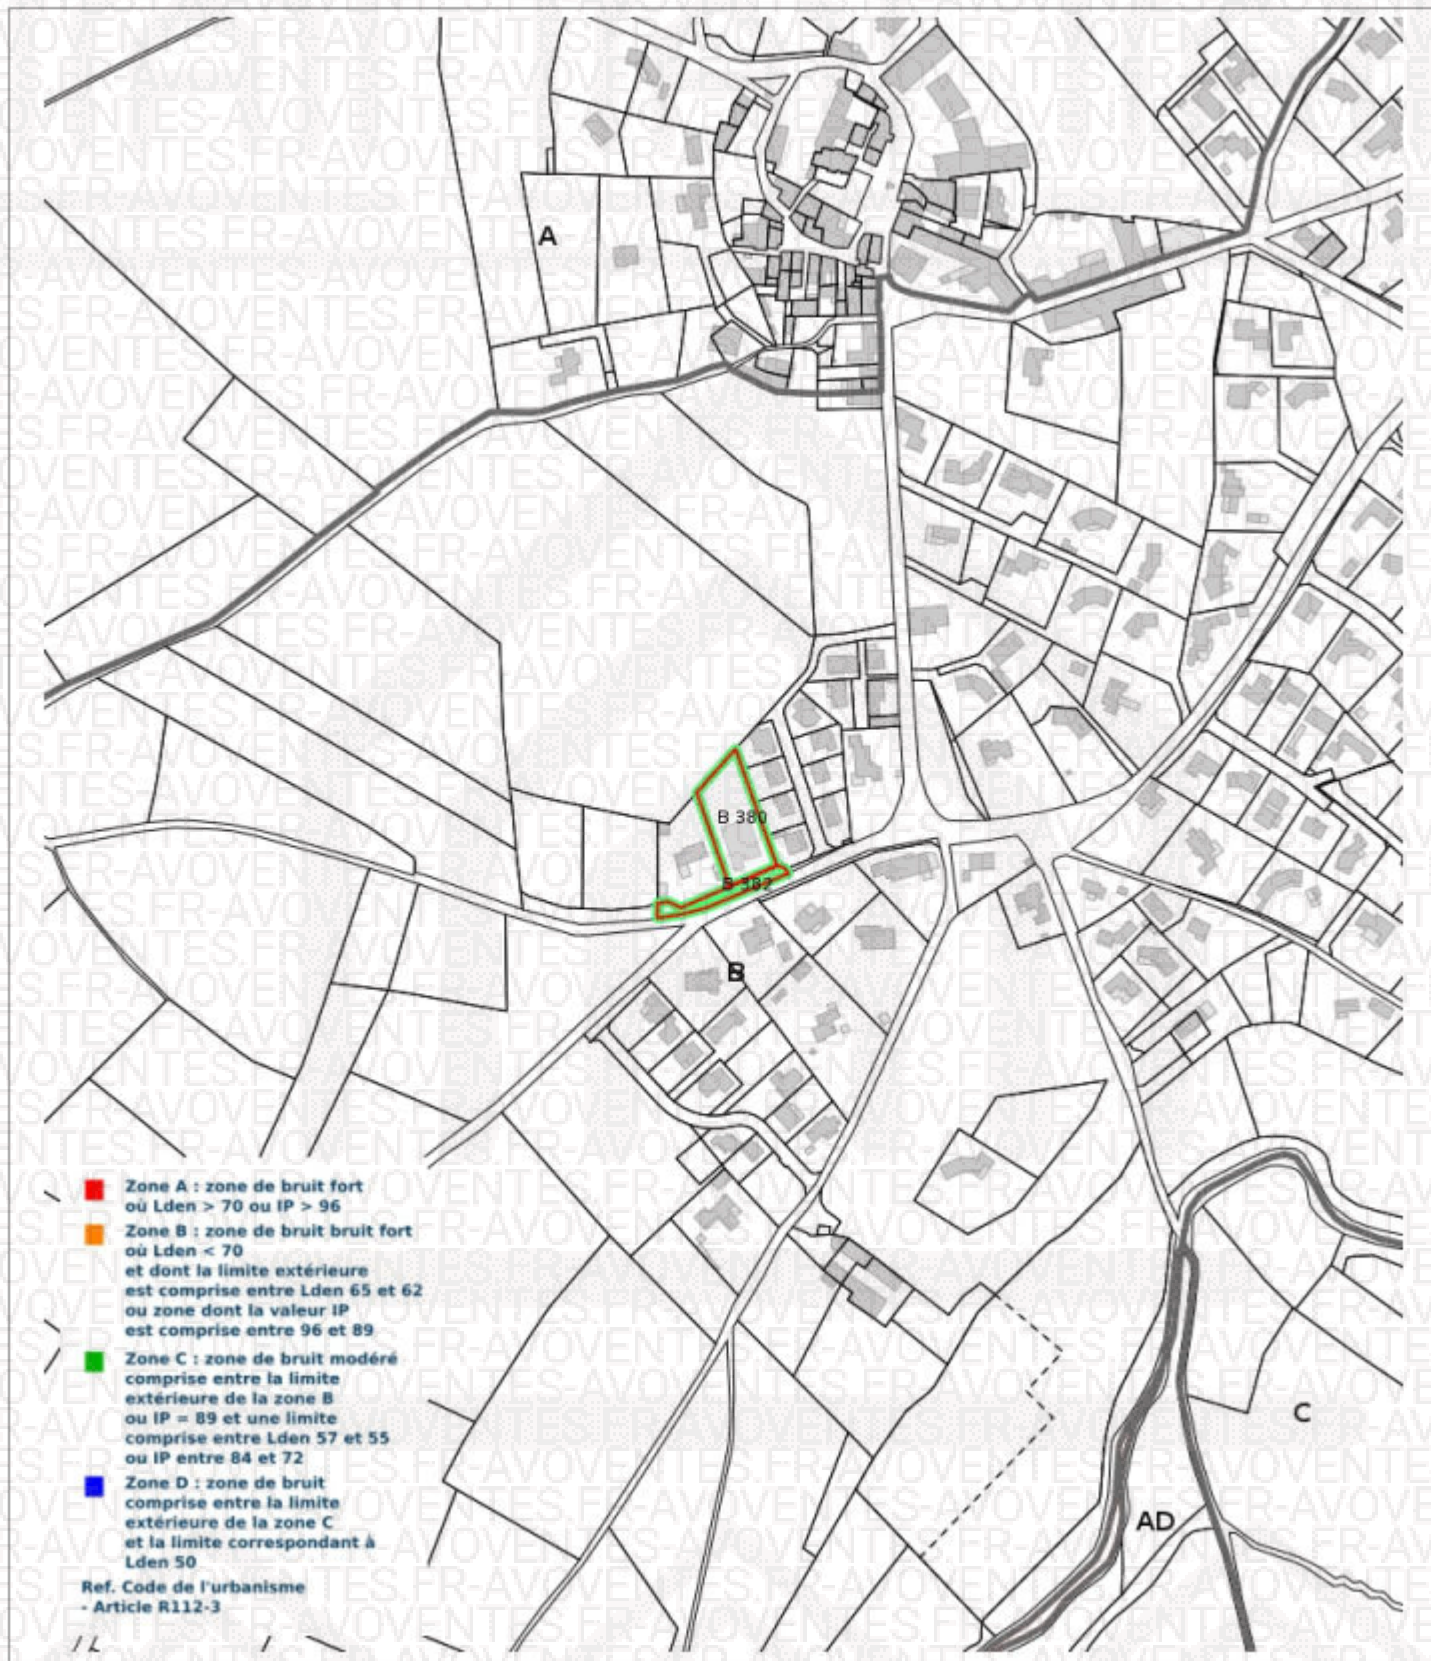 A
B 380
B 382
B
Zone A : zone de bruit fort
où Lden > 70 ou IP > 96
Zone B : zone de bruit bruit fort
où Lden < 70
et dont la limite extérieure
est comprise entre Lden 65 et 62
ou zone dont la valeur IP
est comprise entre 96 et 89
Zone C : zone de bruit modéré
comprise entre la limite
extérieure de la zone B
ou IP = 89 et une limite
comprise entre Lden 57 et 55
ou IP entre 84 et 72
C
Zone D : zone de bruit
comprise entre la limite
extérieure de la zone C
et la limite correspondant à
Lden 50
AD
Ref. Code de l'urbanisme
- Article R112-3